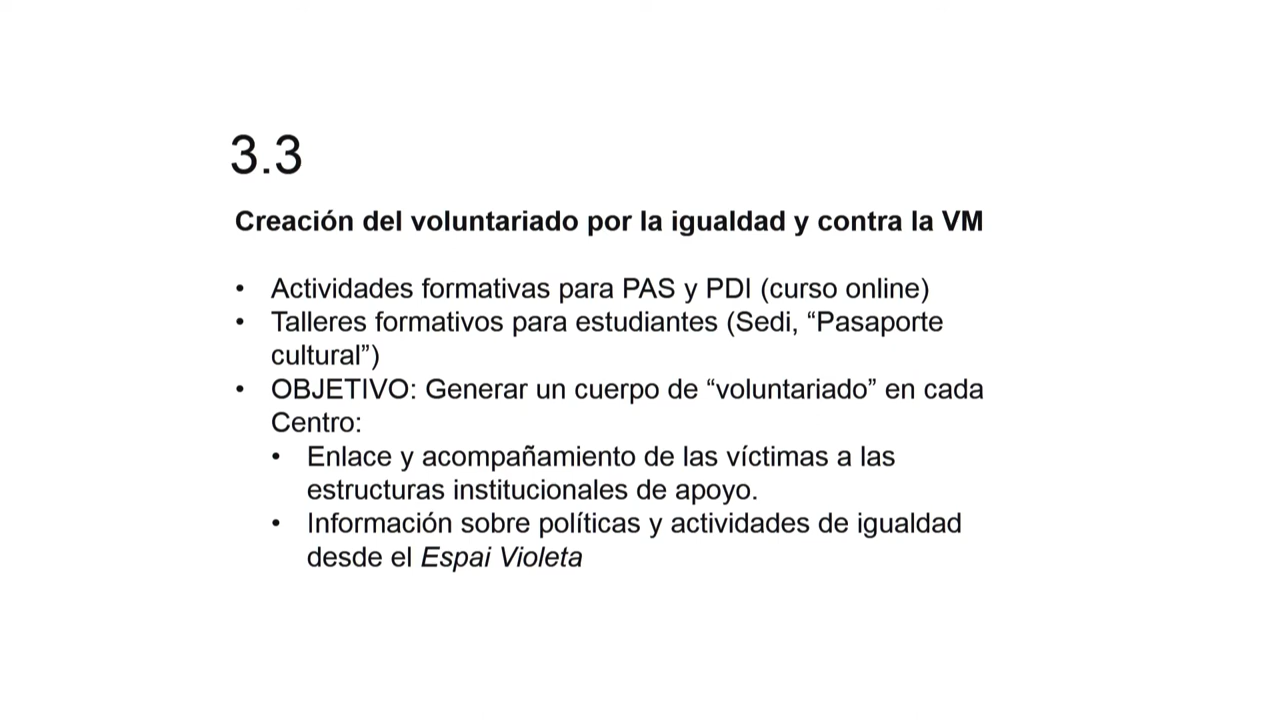 3.3
Creación del voluntariado por la igualdad y contra la VM
• Actividades formativas para PAS y PDI (curso online)
• Talleres formativos para estudiantes (Sedi, “Pasaporte
cultural”)
• OBJETIVO: Generar un cuerpo de “voluntariado” en cada
Centro:
• Enlace y acompañamiento de las víctimas a las
estructuras institucionales de apoyo.
• Información sobre políticas y actividades de igualdad
desde el Espai Violeta